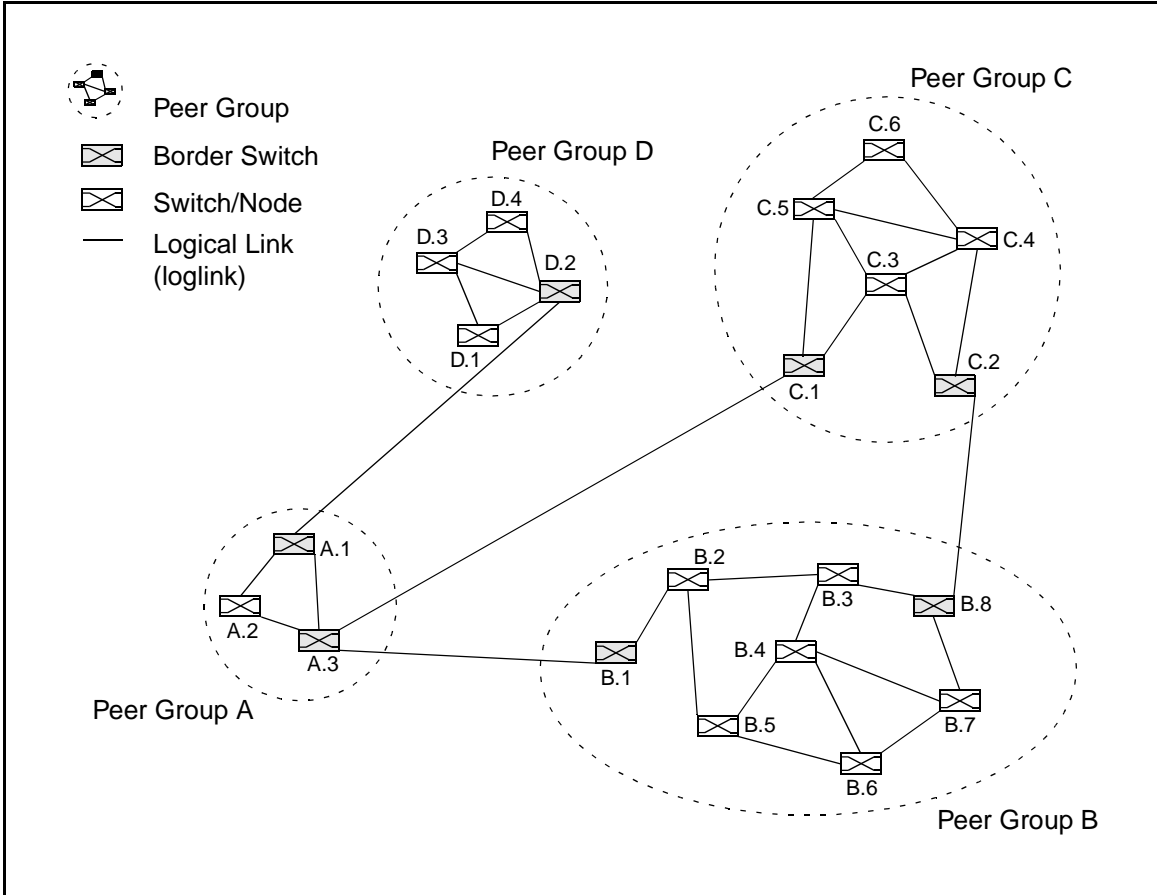 Peer Group
Border Switch
Switch/Node
Logical Link
(loglink)
Peer Group D
D.4
D.3
D.2
D.1
Peer Group C
C.6
C.5
C.4
C.3
C.1
C.2
A.1
A.2
A.3
Peer Group A
B.2
B.3
B.8
B.4
B.1
B.5
B.7
B.6
Peer Group B